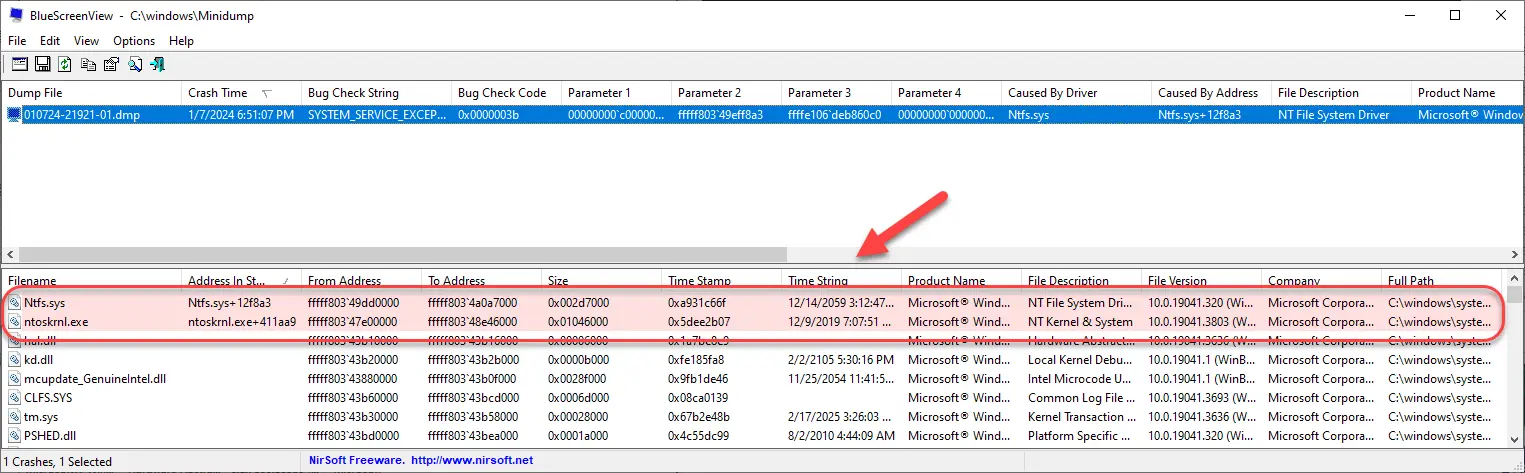 BlueScreenView - C:\windows\Minidump
File Edit View Options Help
Dump File Crash Time Bug Check String Bug Check Code Parameter 1 Parameter 2 Parameter 3 Parameter 4 Caused By Driver Caused By Address File Description Product Name
010724-21921-01.dmp 1/7/2024 6:51:07 PM SYSTEM_SERVICE_EXCEP... 0x0000003b 00000000`c00000... fffff803`49eff8a3 ffffe106`deb860c0 00000000`000000... Ntfs.sys Ntfs.sys+12f8a3 NT File System Driver Microsoft® Window
Filename Address In St... From Address To Address Size Time Stamp Time String Product Name File Description File Version Company Full Path
Ntfs.sys Ntfs.sys+12f8a3 fffff803`49dd0000 fffff803`4a0a7000 0x002d7000 0xa931c66f 12/14/2059 3:12:47... Microsoft® Wind... NT File System Dri... 10.0.19041.320 (Wi... Microsoft Corpora... C:\windows\syste...
ntoskrnl.exe ntoskrnl.exe+411aa9 fffff803`47e00000 fffff803`48e46000 0x01046000 0x5dee2b07 12/9/2019 7:07:51 ... Microsoft® Wind... NT Kernel & System 10.0.19041.3803 (W... Microsoft Corpora... C:\windows\syste...
hal.dll fffff803`43b10000 fffff803`43b16000 0x00006000 Microsoft® Wind... Hardware Abstract... Microsoft Corpora... C:\windows\syste...
kd.dll fffff803`43b20000 fffff803`43b2b000 0x0000b000 0xfe185fa8 2/2/2105 5:30:16 PM Microsoft® Wind... Local Kernel Debu... 10.0.19041.1 (WinB... Microsoft Corpora... C:\windows\syste...
mcupdate_GenuineIntel.dll fffff803`43880000 fffff803`43b0f000 0x0028f000 0x9fb1de46 11/25/2054 11:41:5... Microsoft® Wind... Intel Microcode U... 10.0.19041.1 (WinB... Microsoft Corpora... C:\windows\syste...
CLFS.SYS fffff803`43b60000 fffff803`43bcd000 0x0006d000 0x08ca0139 Microsoft® Wind... Common Log File ... 10.0.19041.3693 (W... Microsoft Corpora... C:\windows\syste...
tm.sys fffff803`43b30000 fffff803`43b58000 0x00028000 0x67b2e48b 2/17/2025 3:26:03 ... Microsoft® Wind... Kernel Transaction ... 10.0.19041.3636 (W... Microsoft Corpora... C:\windows\syste...
PSHED.dll fffff803`43bd0000 fffff803`43bea000 0x0001a000 0x4c55dc99 8/2/2010 4:44:09 AM Microsoft® Wind... Platform Specific ... 10.0.19041.320 (Wi... Microsoft Corpora... C:\windows\syste...
1 Crashes, 1 Selected NirSoft Freeware. http://www.nirsoft.net